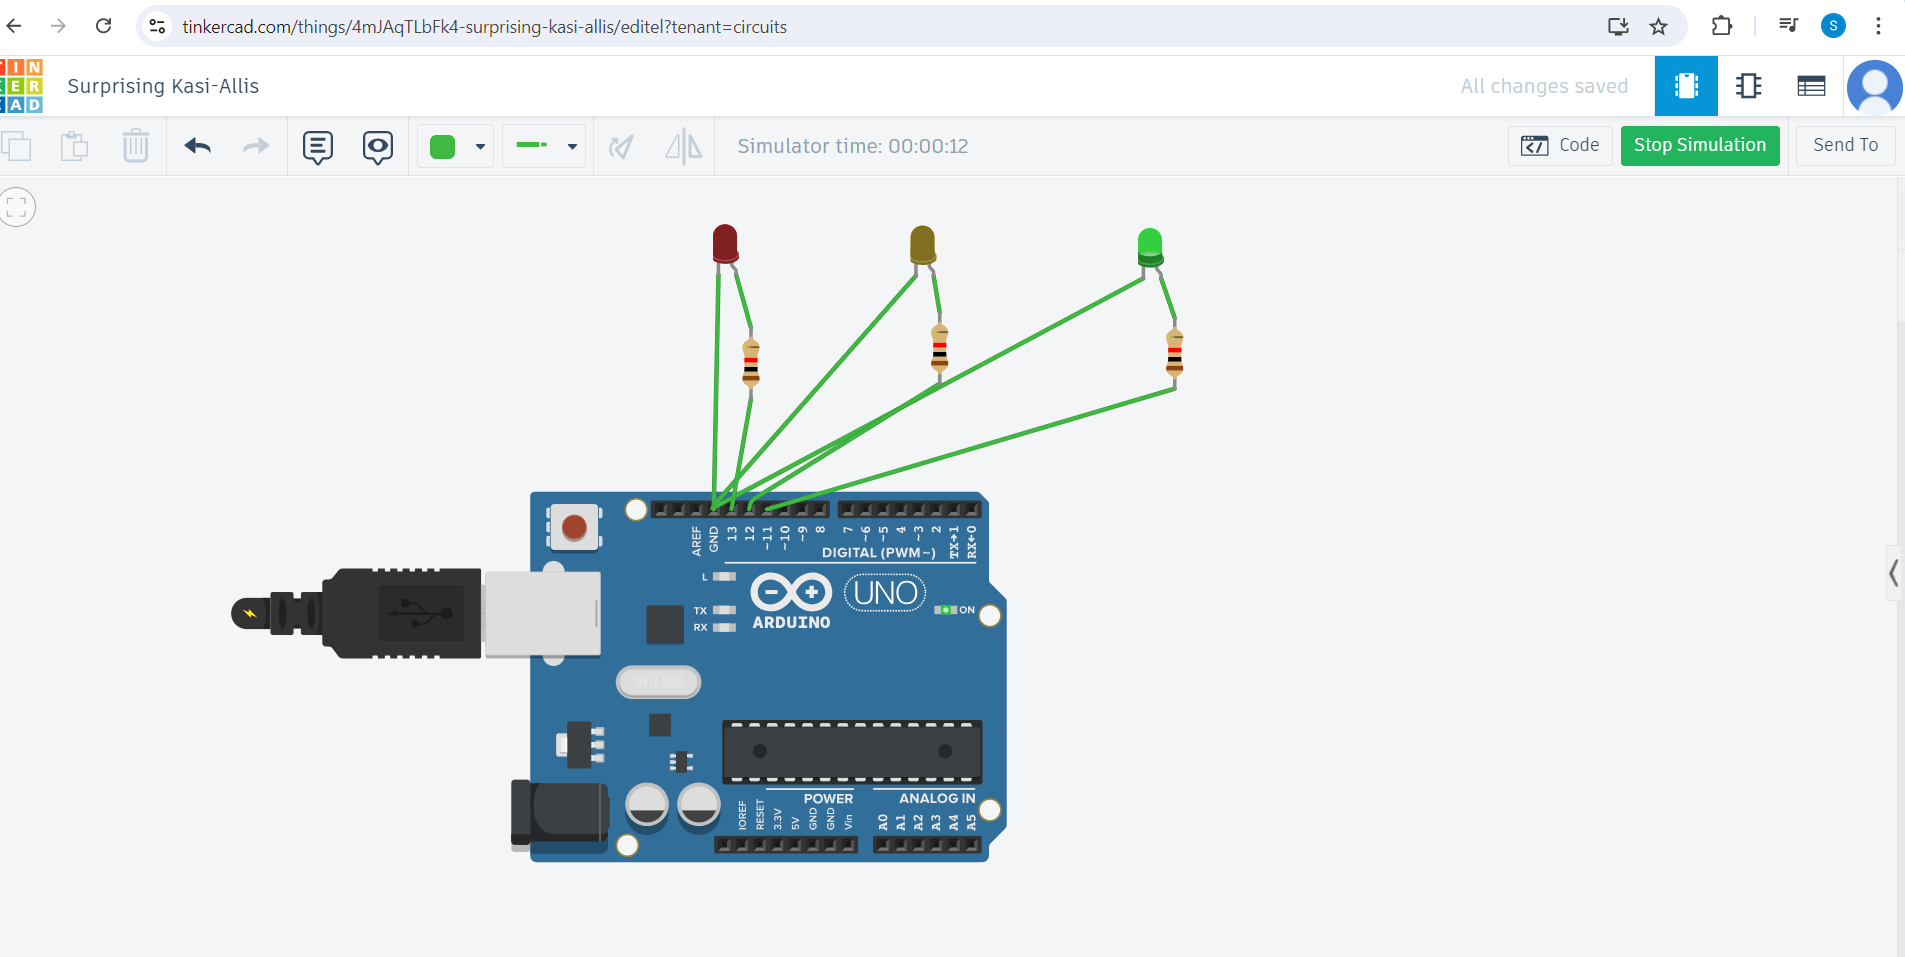 tinkercad.com/things/4mJAqTLbFk4-surprising-kasi-allis/editel?tenant=circuits
S
TIN
KER
CAD
Surprising Kasi-Allis
All changes saved
Simulator time: 00:00:12
Code
Stop Simulation
Send To
AREF
GND
13
12
~11
~10
~9
8
7
~6
~5
4
~3
2
TX→1
RX←0
DIGITAL (PWM~)
L
TX
RX
ARDUINO
UNO
ON
IOREF
RESET
3.3V
5V
GND
GND
Vin
POWER
ANALOG IN
A0
A1
A2
A3
A4
A5